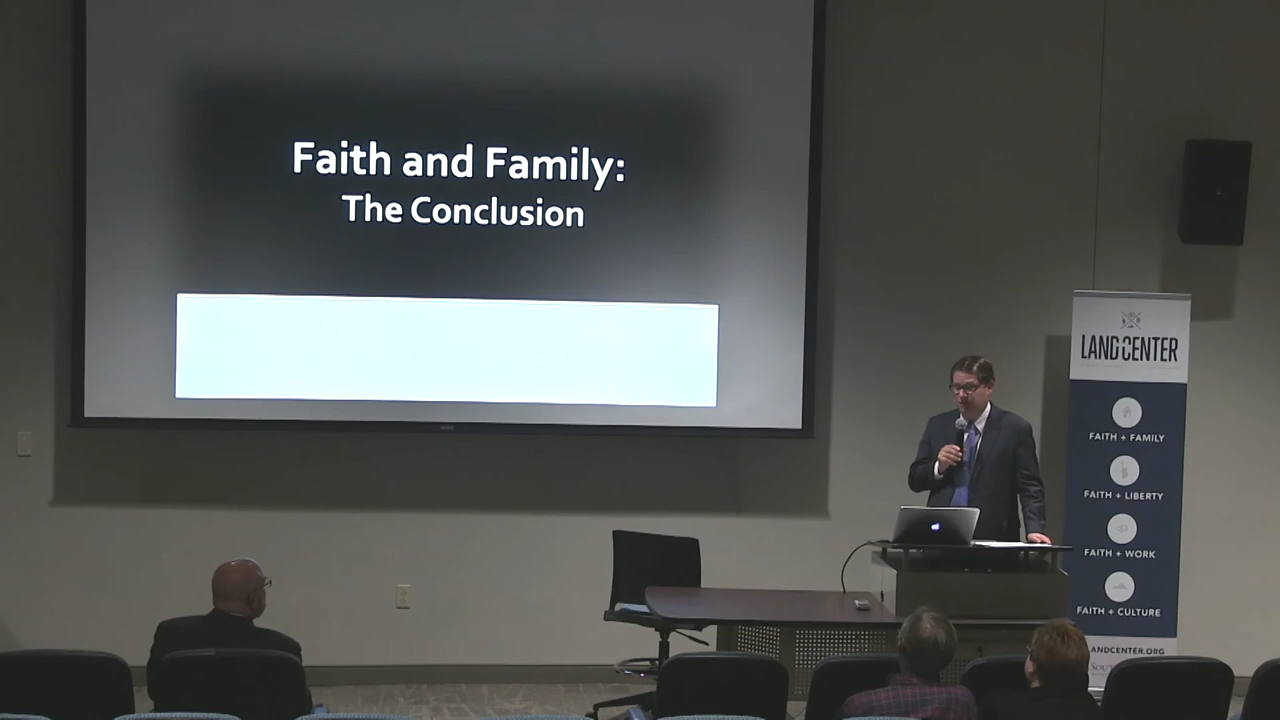 Faith and Family:
The Conclusion
LAND CENTER
FAITH + FAMILY
FAITH + LIBERTY
FAITH + WORK
FAITH + CULTURE
LANDCENTER.ORG